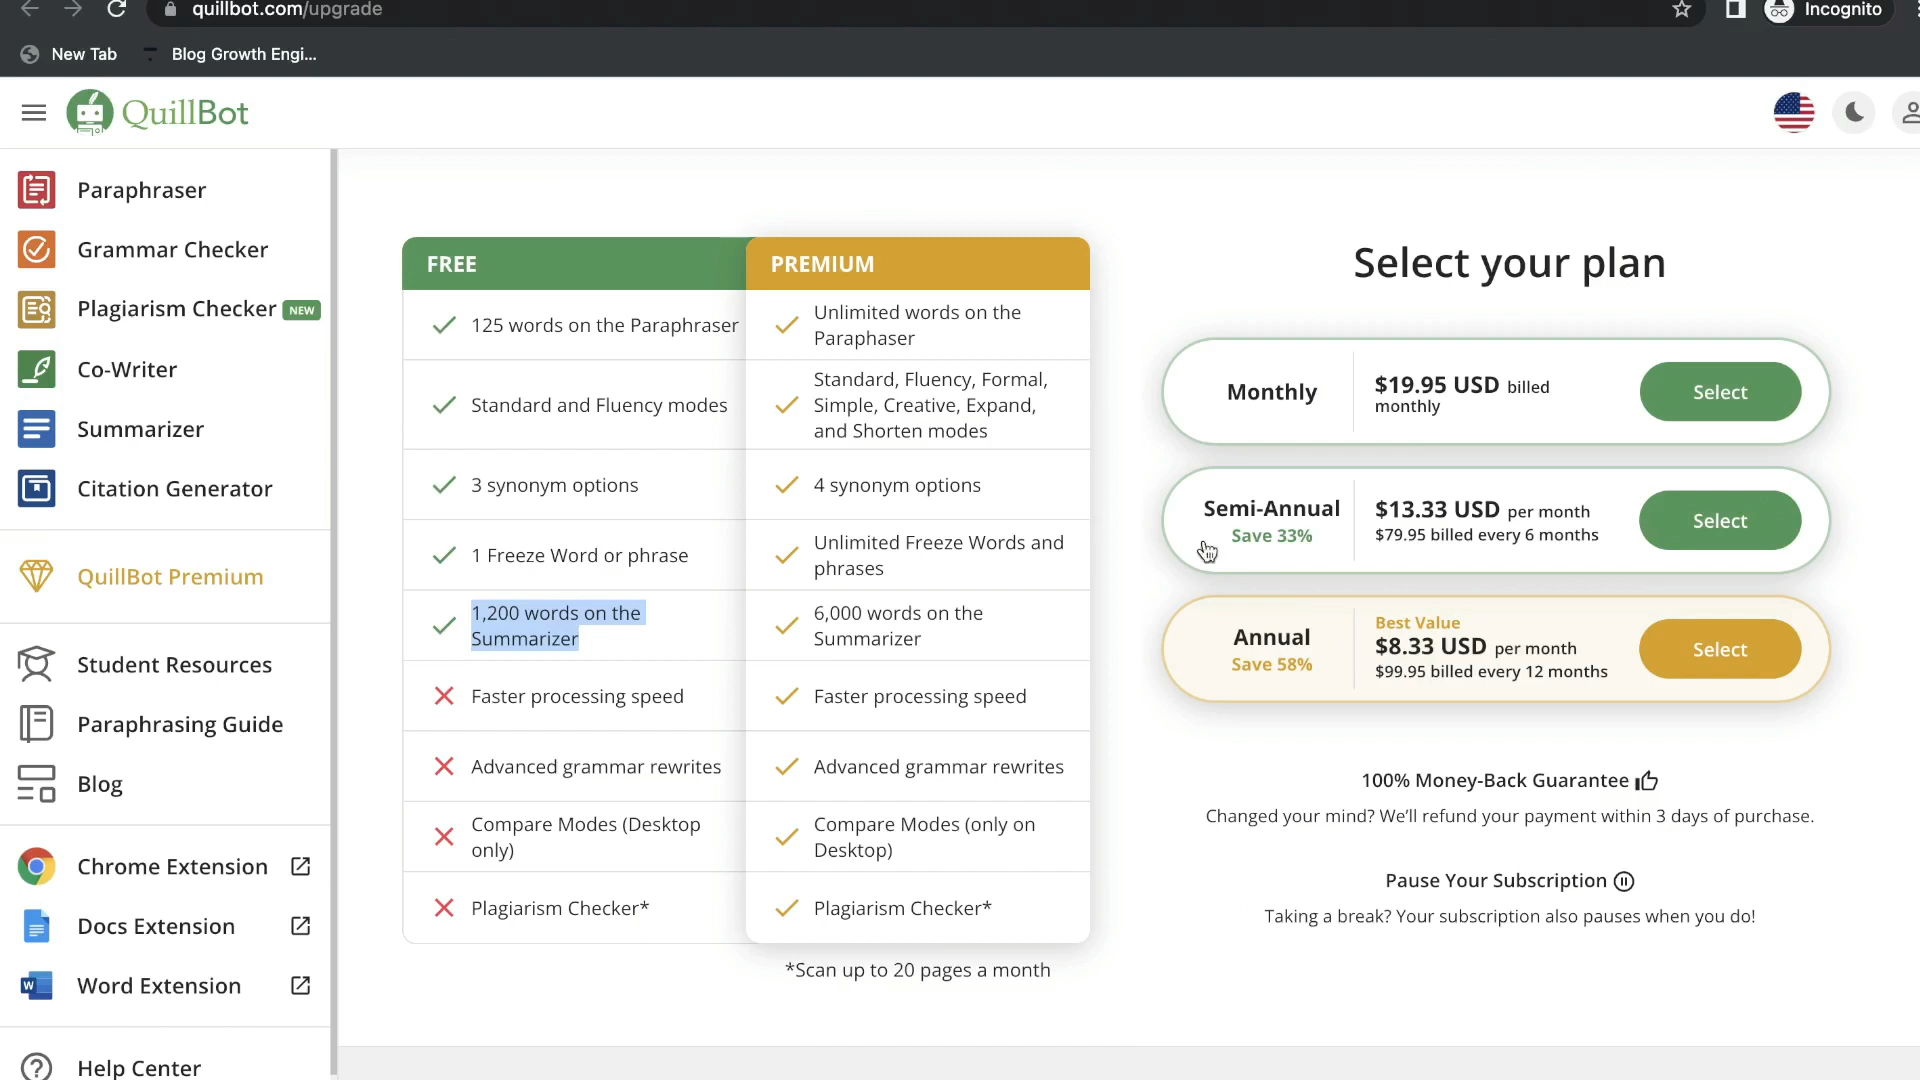 quillbot.com/upgrade
Incognito
New Tab
Blog Growth Engi...
QuillBot
Paraphraser
Grammar Checker
Plagiarism Checker NEW
Co-Writer
Summarizer
Citation Generator
QuillBot Premium
Student Resources
Paraphrasing Guide
Blog
Chrome Extension
Docs Extension
Word Extension
Help Center
FREE
PREMIUM
125 words on the Paraphraser
Unlimited words on the
Paraphaser
Standard and Fluency modes
Standard, Fluency, Formal,
Simple, Creative, Expand,
and Shorten modes
3 synonym options
4 synonym options
1 Freeze Word or phrase
Unlimited Freeze Words and
phrases
1,200 words on the
Summarizer
6,000 words on the
Summarizer
Faster processing speed
Faster processing speed
Advanced grammar rewrites
Advanced grammar rewrites
Compare Modes (Desktop
only)
Compare Modes (only on
Desktop)
Plagiarism Checker*
Plagiarism Checker*
*Scan up to 20 pages a month
Select your plan
Monthly
$19.95 USD billed
monthly
Select
Semi-Annual
Save 33%
$13.33 USD per month
$79.95 billed every 6 months
Select
Annual
Save 58%
Best Value
$8.33 USD per month
$99.95 billed every 12 months
Select
100% Money-Back Guarantee
Changed your mind? We'll refund your payment within 3 days of purchase.
Pause Your Subscription
Taking a break? Your subscription also pauses when you do!